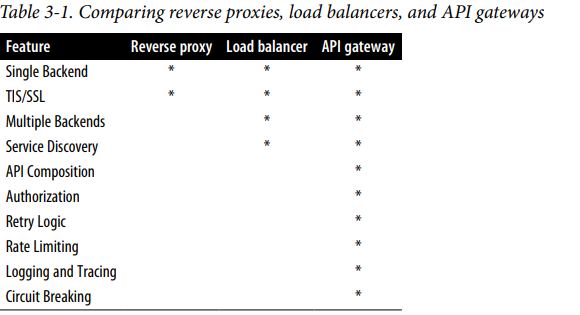 Table 3-1. Comparing reverse proxies, load balancers, and API gateways
Feature Reverse proxy Load balancer API gateway
Single Backend * * *
TIS/SSL * * *
Multiple Backends * *
Service Discovery * *
API Composition *
Authorization *
Retry Logic *
Rate Limiting *
Logging and Tracing *
Circuit Breaking *